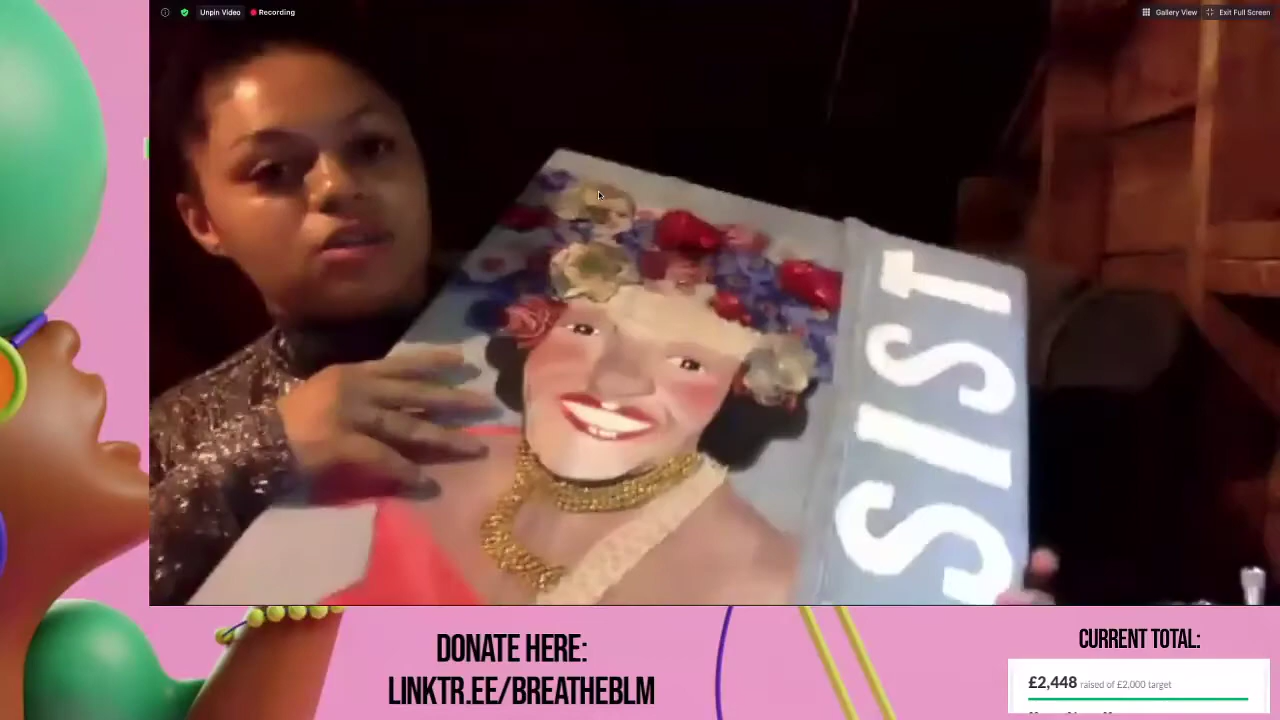 Unpin Video
Recording
Gallery View
Exit Full Screen
SIST
DONATE HERE:
LINKTR.EE/BREATHEBLM
CURRENT TOTAL:
£2,448 raised of £2,000 target